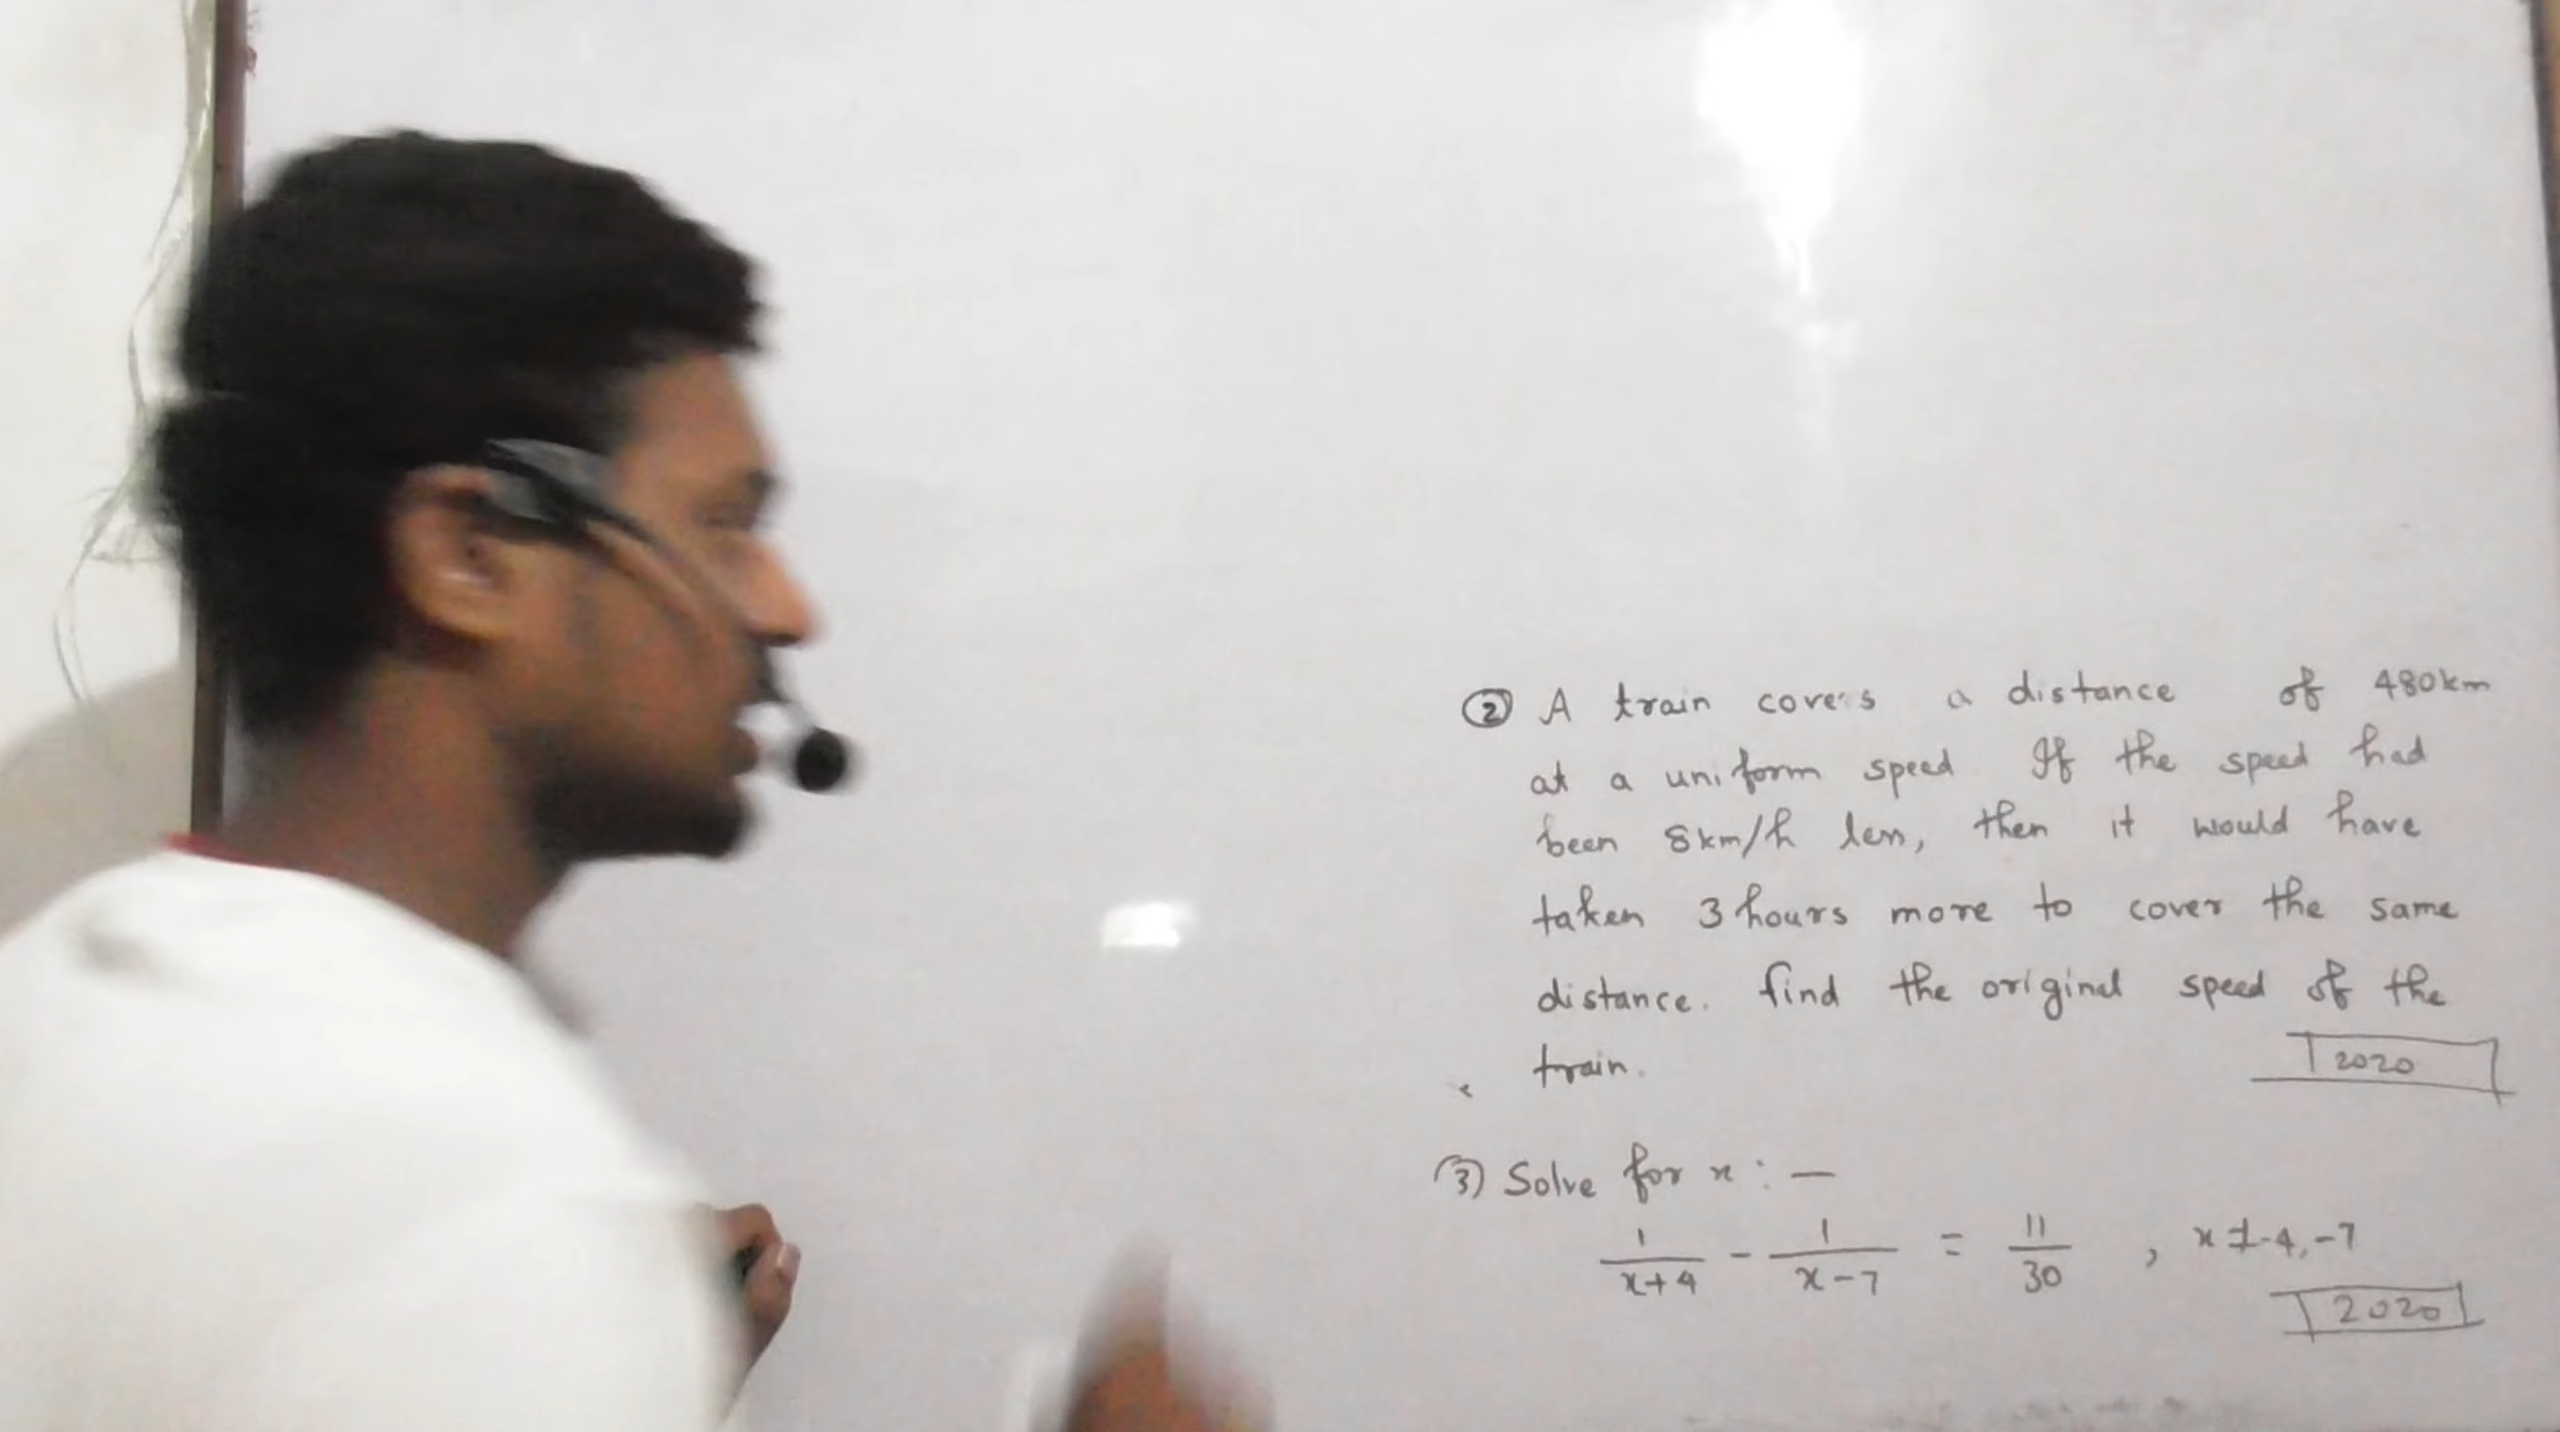 ② A train covers a distance of 480km
at a uniform speed If the speed had
been 8km/h less, then it would have
taken 3 hours more to cover the same
distance. find the original speed of the
train.
2020
(3) Solve for x : —
1/(x+4) - 1/(x-7) = 11/30 , x ≠ -4, -7
2020